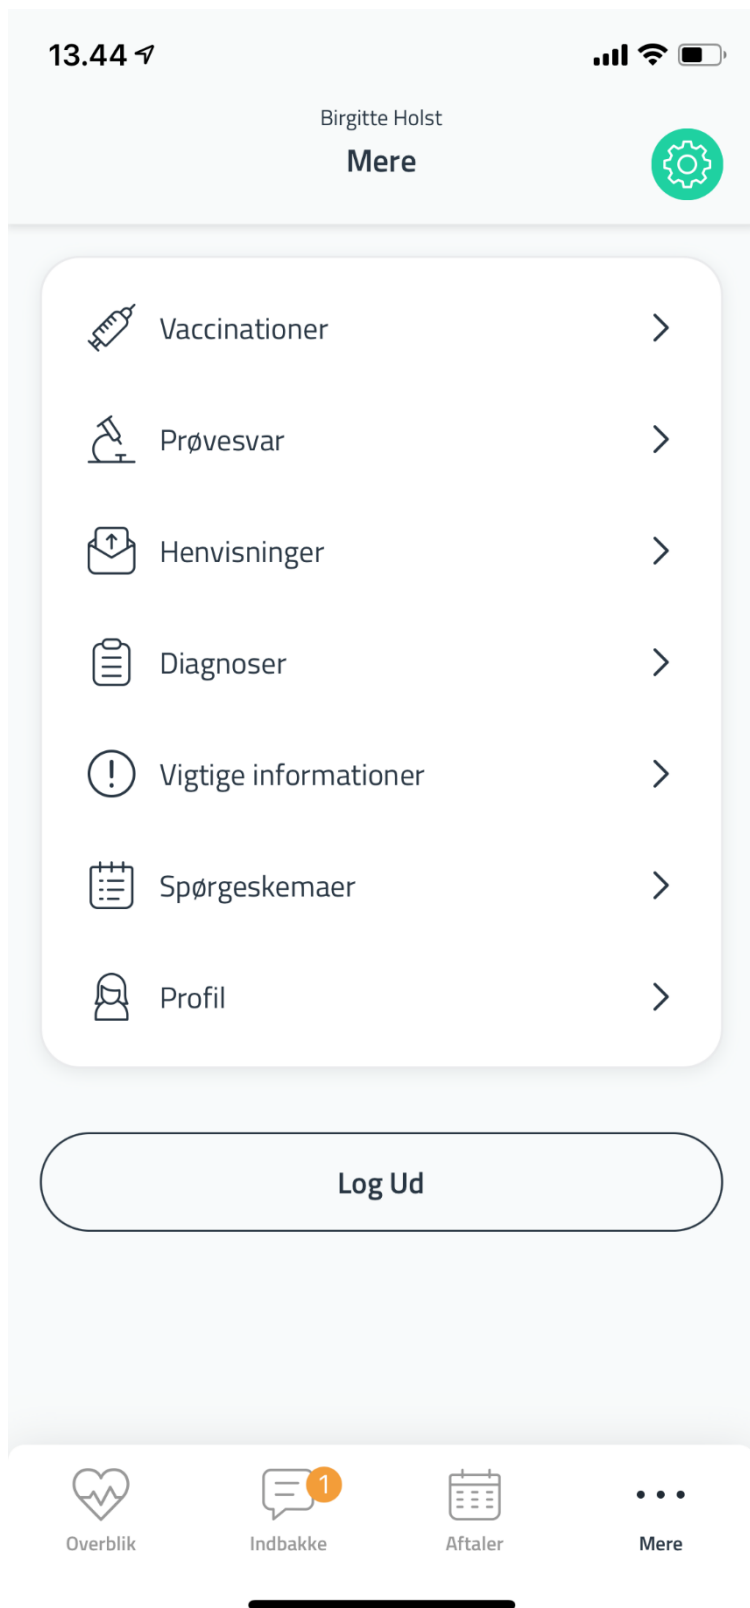 13.44
Birgitte Holst
Mere
Vaccinationer
Prøvesvar
Henvisninger
Diagnoser
Vigtige informationer
Spørgeskemaer
Profil
Log Ud
1
Overblik
Indbakke
Aftaler
Mere